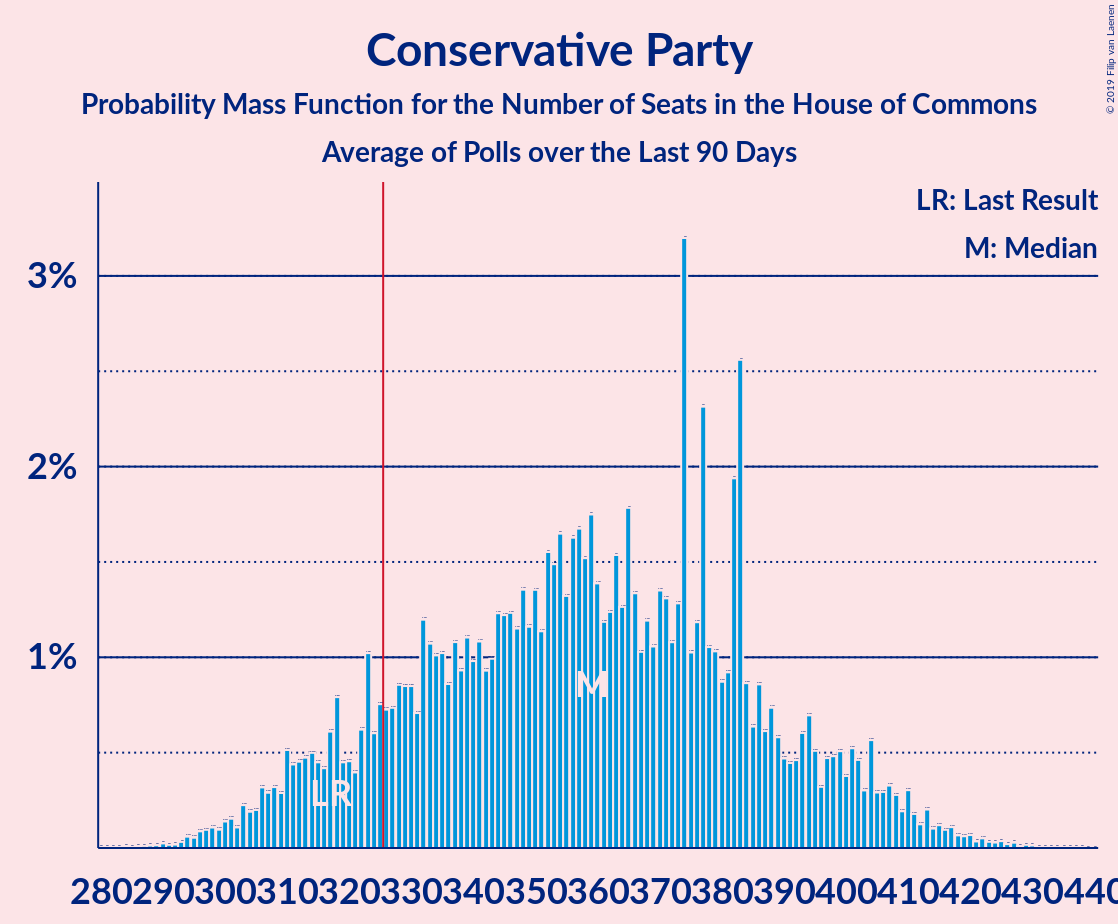 Conservative Party
Probability Mass Function for the Number of Seats in the House of Commons
Average of Polls over the Last 90 Days
© 2019 Filip van Laenen
LR: Last Result
M: Median
3%
2%
1%
M
LR
280 290 300 310 320 330 340 350 360 370 380 390 400 410 420 430 440